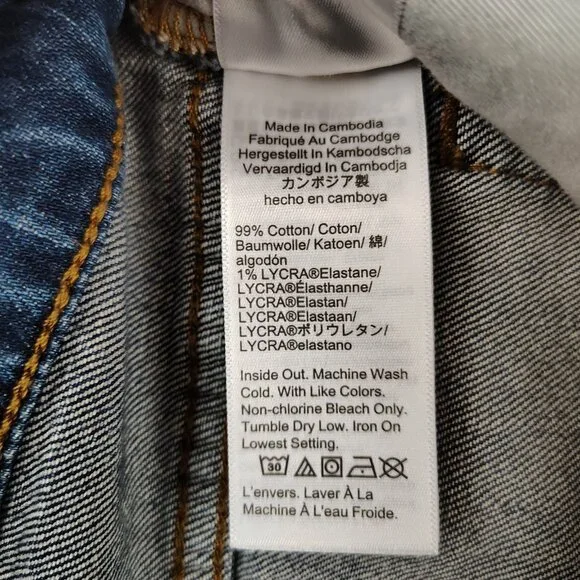 Made In Cambodia
Fabriqué Au Cambodge
Hergestellt In Kambodscha
Vervaardigd In Cambodja
カンボジア製
hecho en camboya
99% Cotton/ Coton/
Baumwolle/ Katoen/ 綿/
algodón
1% LYCRA®Elastane/
LYCRA®Élasthanne/
LYCRA®Elastan/
LYCRA®Elastaan/
LYCRA®ポリウレタン/
LYCRA®elastano
Inside Out. Machine Wash
Cold. With Like Colors.
Non-chlorine Bleach Only.
Tumble Dry Low. Iron On
Lowest Setting.
30
L'envers. Laver À La
Machine À L'eau Froide.